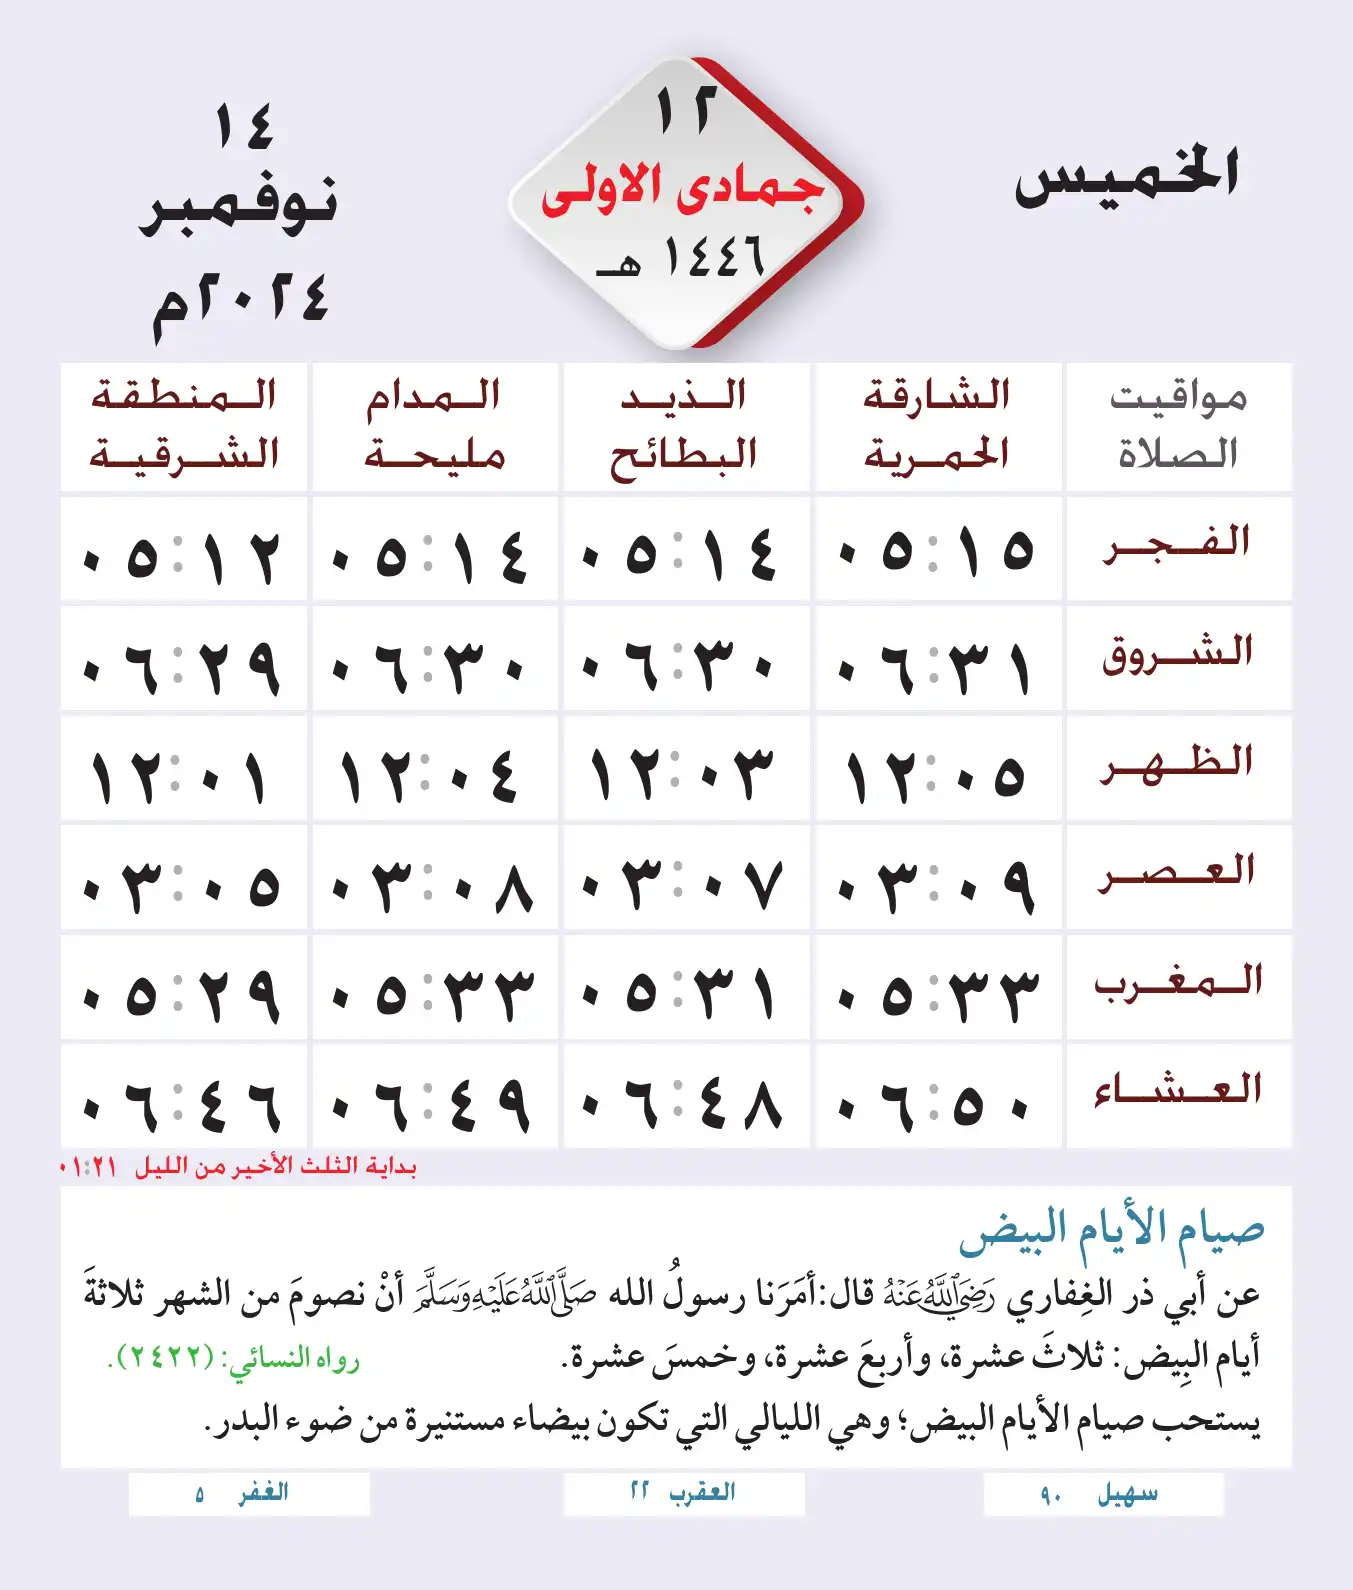 الخميس
١٢
جمادى الاولى
١٤٤٦ هـ
١٤
نوفمبر
٢٠٢٤م
مواقيت الصلاة	الشارقة الحمرية	الذيد البطائح	المدام مليحة	المنطقة الشرقية
الفجر	٠٥:١٥	٠٥:١٤	٠٥:١٤	٠٥:١٢
الشروق	٠٦:٣١	٠٦:٣٠	٠٦:٣٠	٠٦:٢٩
الظهر	١٢:٠٥	١٢:٠٣	١٢:٠٤	١٢:٠١
العصر	٠٣:٠٩	٠٣:٠٧	٠٣:٠٨	٠٣:٠٥
المغرب	٠٥:٣٣	٠٥:٣١	٠٥:٣٣	٠٥:٢٩
العشاء	٠٦:٥٠	٠٦:٤٨	٠٦:٤٩	٠٦:٤٦
بداية الثلث الأخير من الليل ٠١:٢١
صيام الأيام البيض
عن أبي ذر الغِفاري رَضِيَ اللَّهُ عَنْهُ قال:أمَرَنا رسولُ الله صَلَّى اللَّهُ عَلَيْهِ وَسَلَّمَ أنْ نصومَ من الشهر ثلاثةَ
أيام البِيض: ثلاثَ عشرة، وأربعَ عشرة، وخمسَ عشرة. رواه النسائي: (٢٤٢٢).
يستحب صيام الأيام البيض؛ وهي الليالي التي تكون بيضاء مستنيرة من ضوء البدر.
سهيل ٩٠	العقرب ٢٢	الغفر ٥